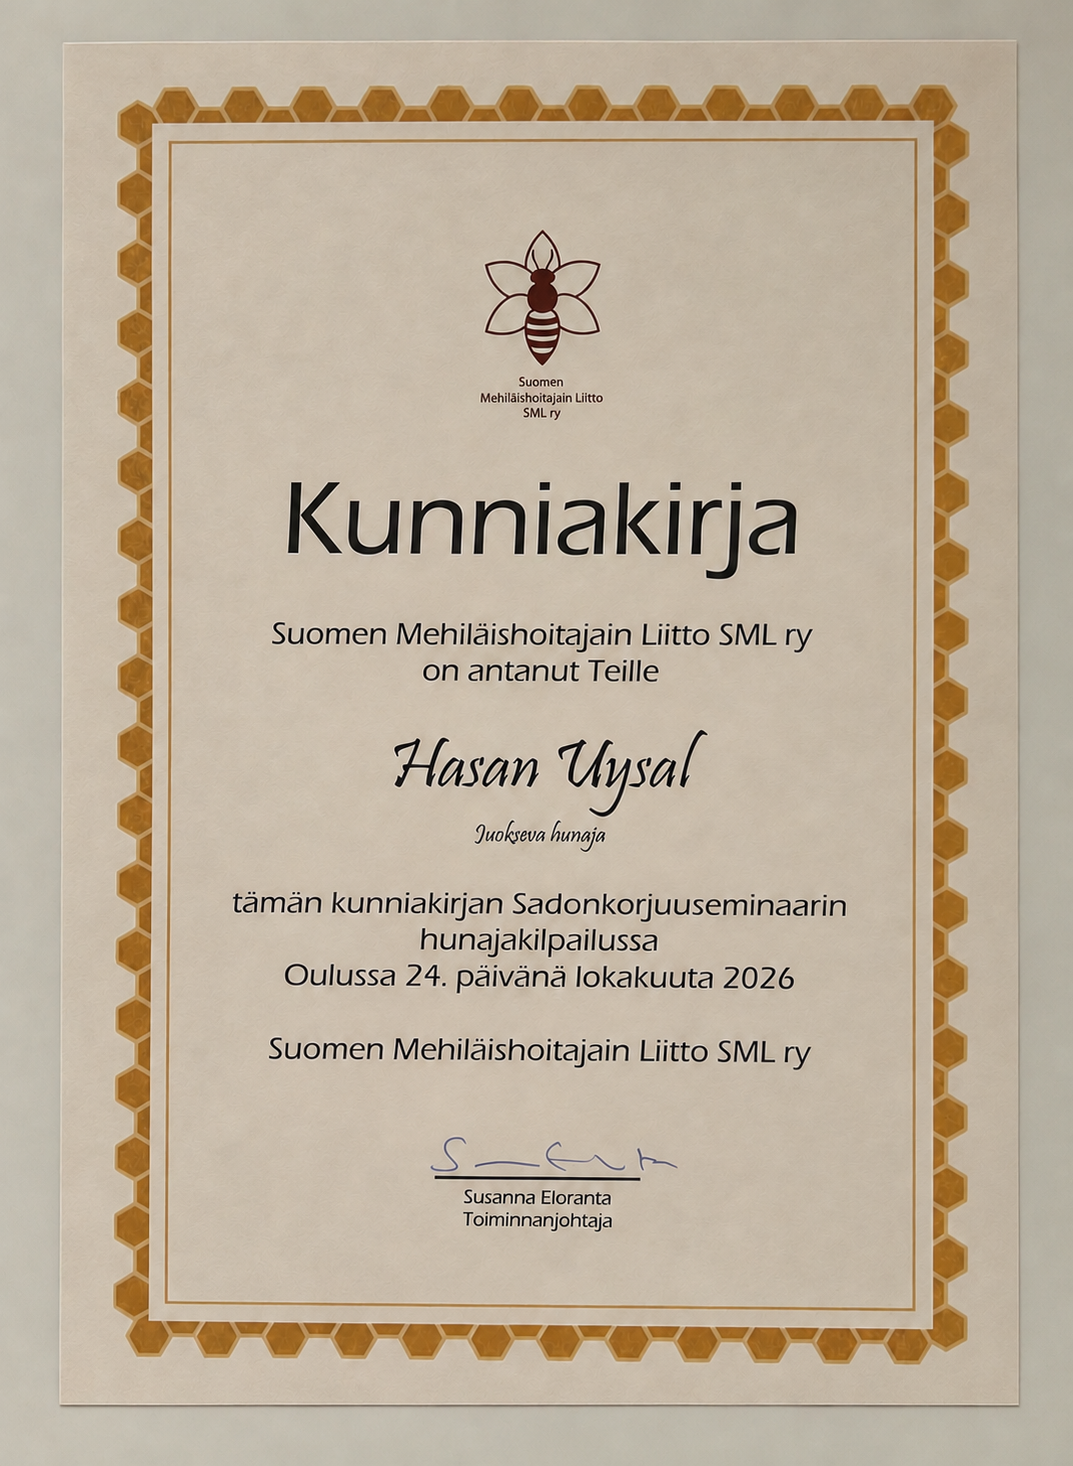 Suomen
Mehiläishoitajain Liitto
SML ry
Kunniakirja
Suomen Mehiläishoitajain Liitto SML ry
on antanut Teille
Hasan Uysal
Juokseva hunaja
tämän kunniakirjan Sadonkorjuuseminaarin
hunajakilpailussa
Oulussa 24. päivänä lokakuuta 2026
Suomen Mehiläishoitajain Liitto SML ry
Susanna Eloranta
Toiminnanjohtaja